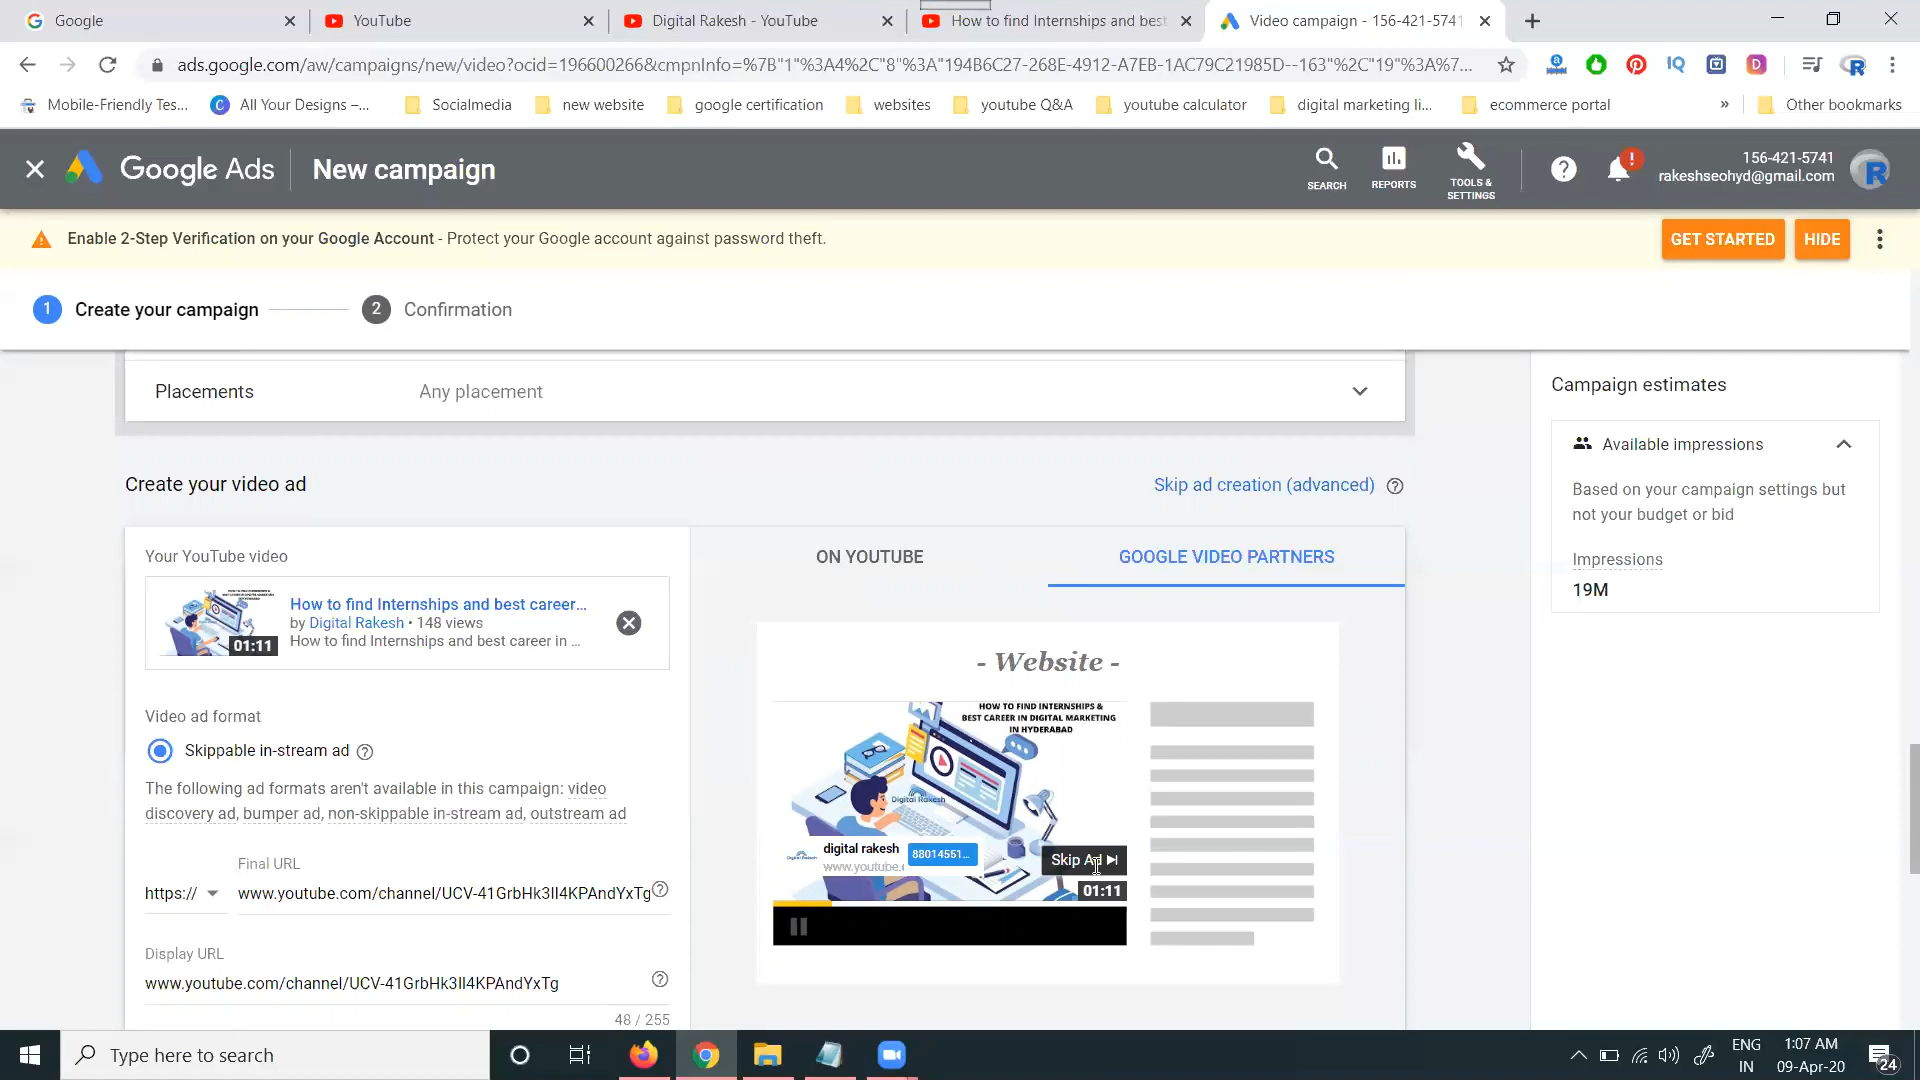 Google
YouTube
Digital Rakesh - YouTube
How to find Internships and best
Video campaign - 156-421-5741
ads.google.com/aw/campaigns/new/video?ocid=196600266&cmpnInfo=%7B"1"%3A4%2C"8"%3A"194B6C27-268E-4912-A7EB-1AC79C21985D--163"%2C"19"%3A%7...
Mobile-Friendly Tes...
All Your Designs –...
Socialmedia
new website
google certification
websites
youtube Q&A
youtube calculator
digital marketing li...
ecommerce portal
»
Other bookmarks
Google Ads
New campaign
SEARCH
REPORTS
TOOLS &
SETTINGS
156-421-5741
rakeshseohyd@gmail.com
Enable 2-Step Verification on your Google Account - Protect your Google account against password theft.
GET STARTED
HIDE
1 Create your campaign
2 Confirmation
Placements
Any placement
Create your video ad
Skip ad creation (advanced)
Your YouTube video
01:11
How to find Internships and best career...
by Digital Rakesh • 148 views
How to find Internships and best career in ...
Video ad format
Skippable in-stream ad
The following ad formats aren't available in this campaign: video
discovery ad, bumper ad, non-skippable in-stream ad, outstream ad
Final URL
https://
www.youtube.com/channel/UCV-41GrbHk3Il4KPAndYxTg
Display URL
www.youtube.com/channel/UCV-41GrbHk3Il4KPAndYxTg
48 / 255
ON YOUTUBE
GOOGLE VIDEO PARTNERS
- Website -
HOW TO FIND INTERNSHIPS &
BEST CAREER IN DIGITAL MARKETING
IN HYDERABAD
Digital Rakesh
digital rakesh
www.youtube.c
88014551...
Skip Ad
01:11
Campaign estimates
Available impressions
Based on your campaign settings but
not your budget or bid
Impressions
19M
Type here to search
ENG
IN
1:07 AM
09-Apr-20
24